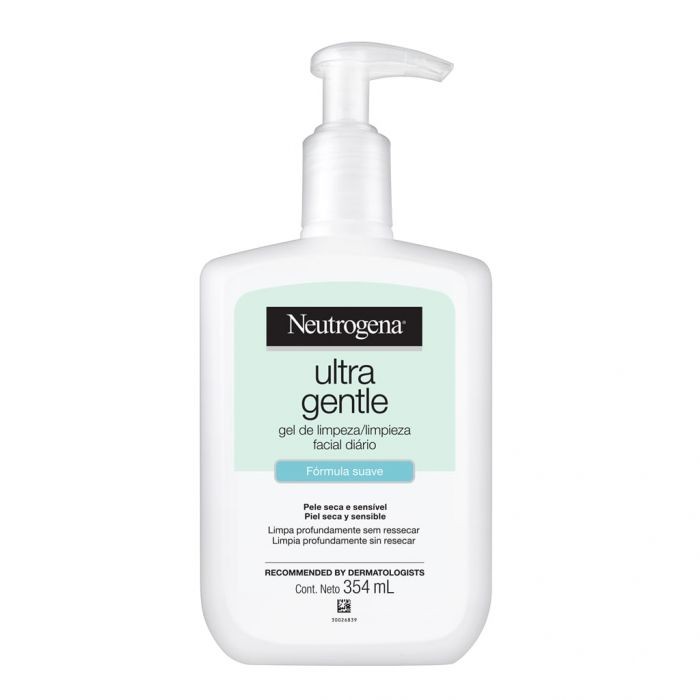 Neutrogena®
ultra
gentle
gel de limpeza/limpieza
facial diário
Fórmula suave
Pele seca e sensível
Piel seca y sensible
Limpa profundamente sem ressecar
Limpia profundamente sin resecar
RECOMMENDED BY DERMATOLOGISTS
Cont. Neto 354 mL
30026839